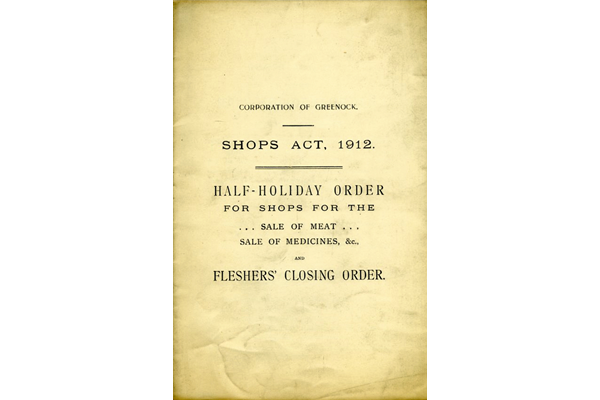 CORPORATION OF GREENOCK.
SHOPS ACT, 1912.
HALF-HOLIDAY ORDER
FOR SHOPS FOR THE
... SALE OF MEAT ...
SALE OF MEDICINES, &c.,
AND
FLESHERS' CLOSING ORDER.